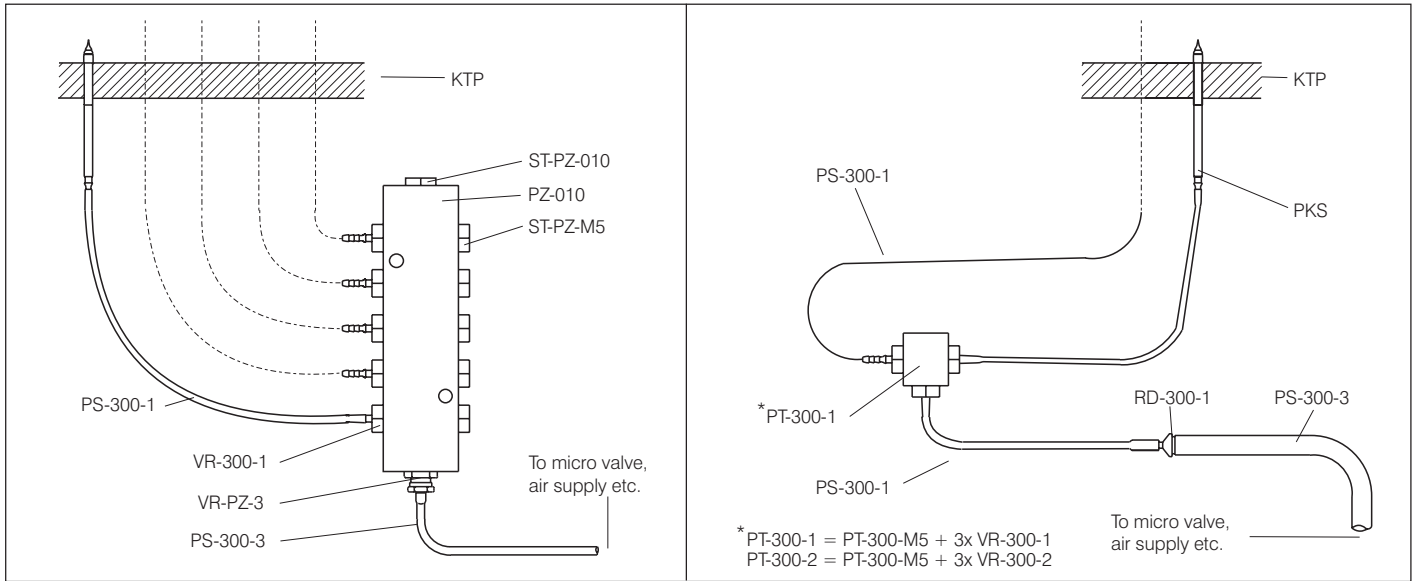 KTP
ST-PZ-010
PZ-010
ST-PZ-M5
PS-300-1
VR-300-1
VR-PZ-3
PS-300-3
To micro valve,
air supply etc.
KTP
PS-300-1
PKS
*PT-300-1
RD-300-1
PS-300-3
PS-300-1
To micro valve,
air supply etc.
*PT-300-1 = PT-300-M5 + 3x VR-300-1
PT-300-2 = PT-300-M5 + 3x VR-300-2